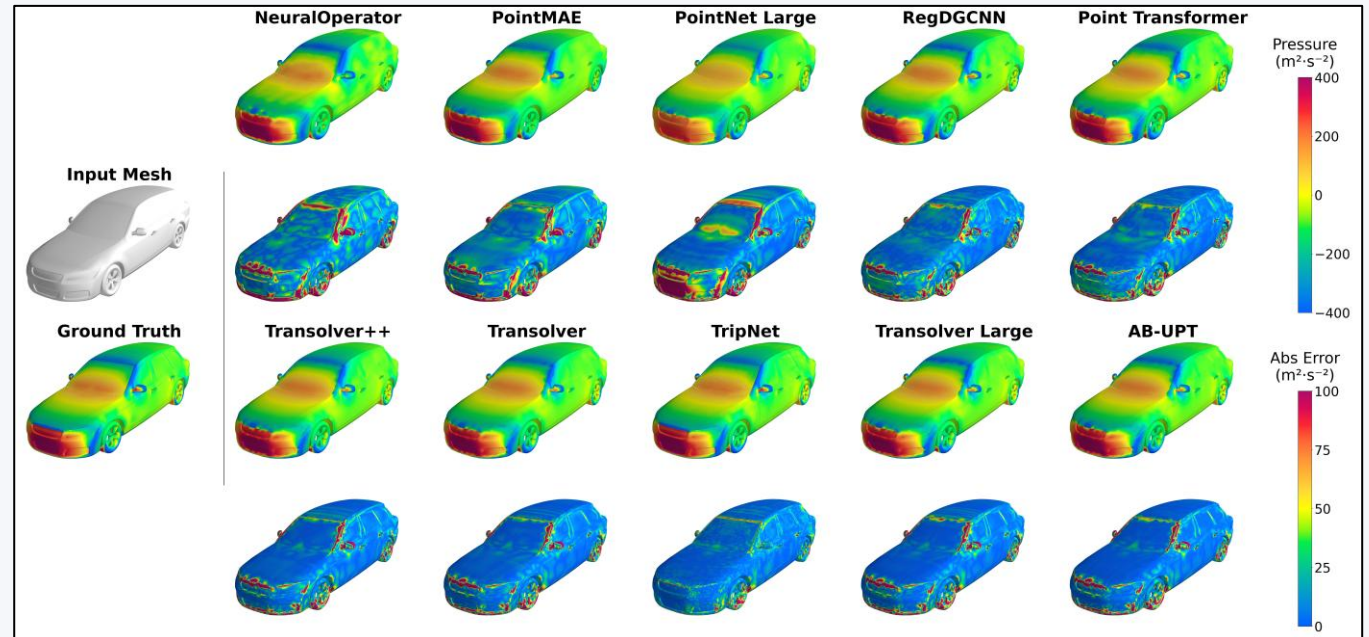 NeuralOperator
PointMAE
PointNet Large
RegDGCNN
Point Transformer
Pressure
(m²·s⁻²)
400
200
0
−200
−400
Input Mesh
Ground Truth
Transolver++
Transolver
TripNet
Transolver Large
AB-UPT
Abs Error
(m²·s⁻²)
100
75
50
25
0